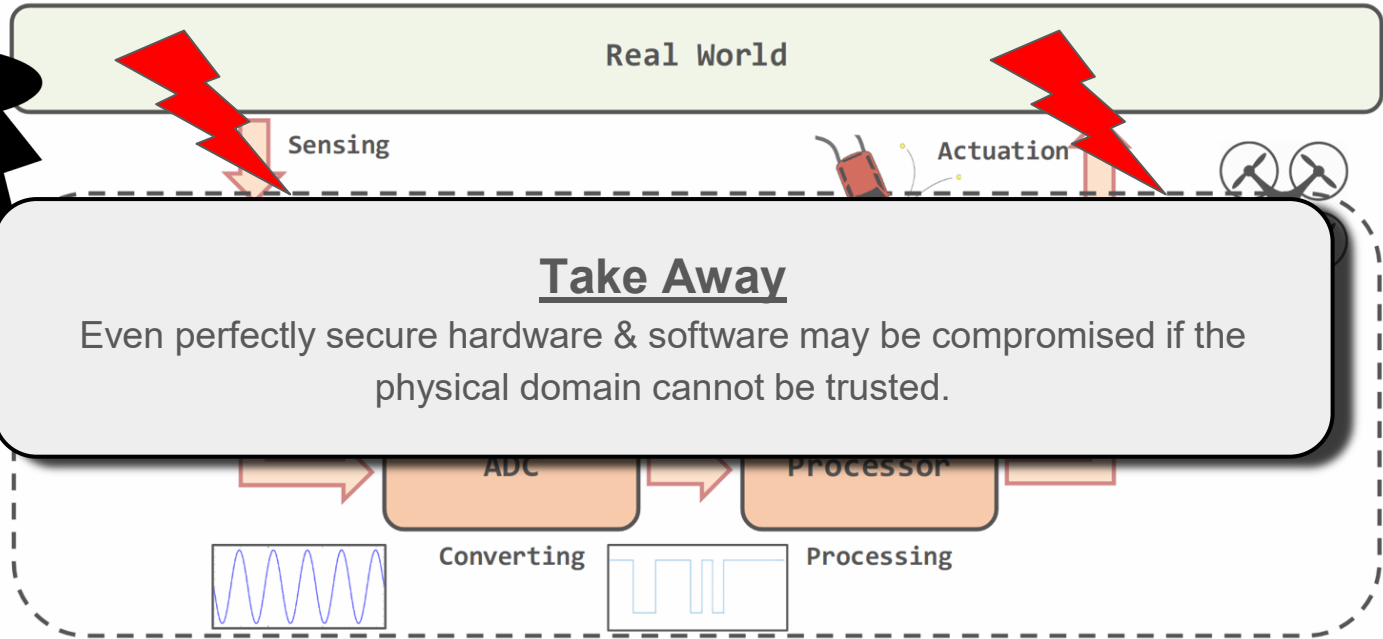 Real World
Sensing
Actuation
Take Away
Even perfectly secure hardware & software may be compromised if the
physical domain cannot be trusted.
ADC
Processor
Converting
Processing